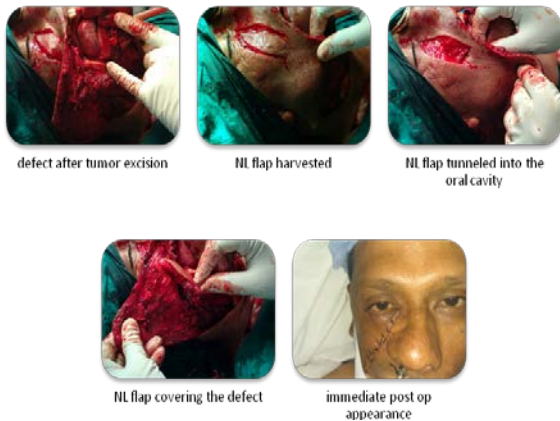 defect after tumor excision
NL flap harvested
NL flap tunneled into the
oral cavity
NL flap covering the defect
immediate post op
appearance